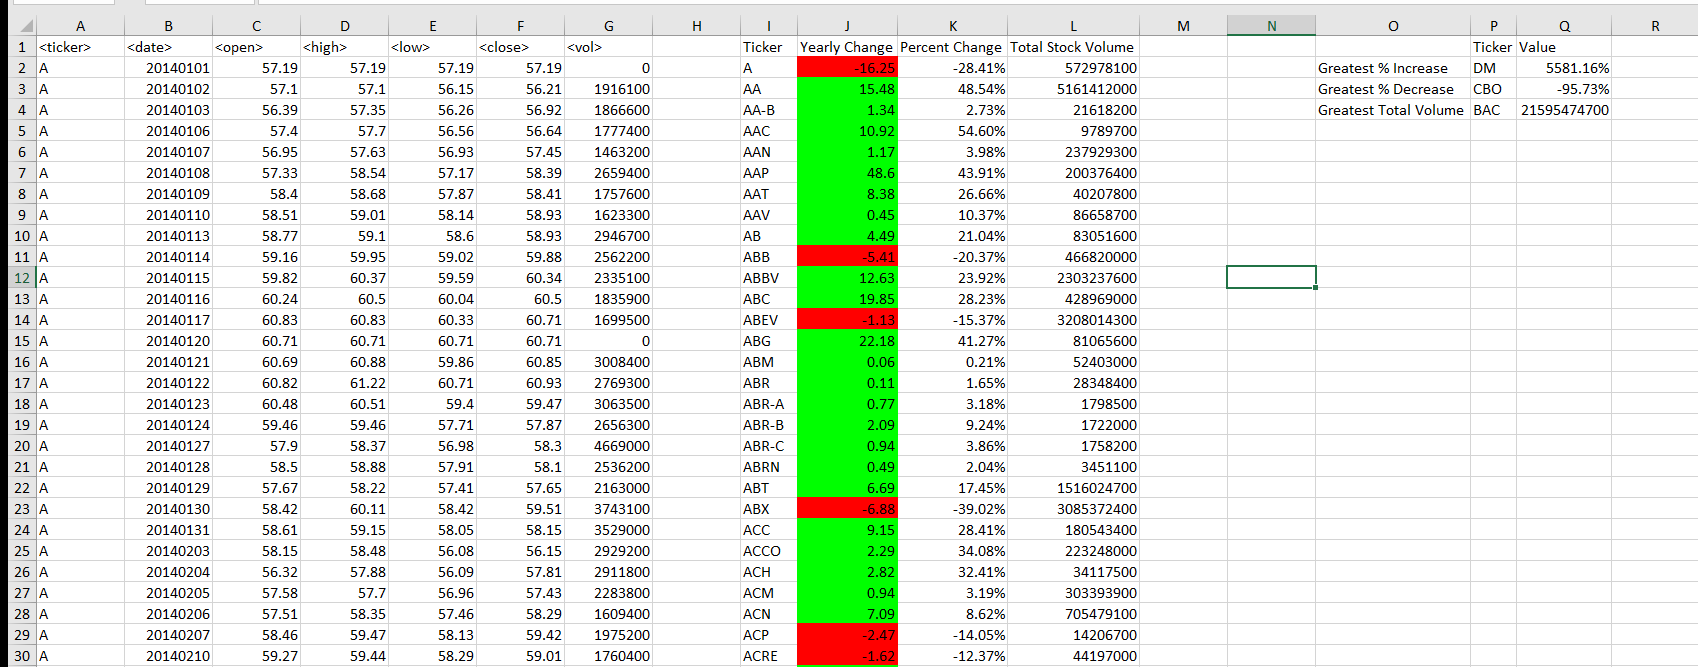 A B C D E F G H I J K L M N O P Q R
1 <ticker> <date> <open> <high> <low> <close> <vol> Ticker Yearly Change Percent Change Total Stock Volume Ticker Value
2 A 20140101 57.19 57.19 57.19 57.19 0 A -16.25 -28.41% 572978100 Greatest % Increase DM 5581.16%
3 A 20140102 57.1 57.1 56.15 56.21 1916100 AA 15.48 48.54% 5161412000 Greatest % Decrease CBO -95.73%
4 A 20140103 56.39 57.35 56.26 56.92 1866600 AA-B 1.34 2.73% 21618200 Greatest Total Volume BAC 21595474700
5 A 20140106 57.4 57.7 56.56 56.64 1777400 AAC 10.92 54.60% 9789700
6 A 20140107 56.95 57.63 56.93 57.45 1463200 AAN 1.17 3.98% 237929300
7 A 20140108 57.33 58.54 57.17 58.39 2659400 AAP 48.6 43.91% 200376400
8 A 20140109 58.4 58.68 57.87 58.41 1757600 AAT 8.38 26.66% 40207800
9 A 20140110 58.51 59.01 58.14 58.93 1623300 AAV 0.45 10.37% 86658700
10 A 20140113 58.77 59.1 58.6 58.93 2946700 AB 4.49 21.04% 83051600
11 A 20140114 59.16 59.95 59.02 59.88 2562200 ABB -5.41 -20.37% 466820000
12 A 20140115 59.82 60.37 59.59 60.34 2335100 ABBV 12.63 23.92% 2303237600
13 A 20140116 60.24 60.5 60.04 60.5 1835900 ABC 19.85 28.23% 428969000
14 A 20140117 60.83 60.83 60.33 60.71 1699500 ABEV -1.13 -15.37% 3208014300
15 A 20140120 60.71 60.71 60.71 60.71 0 ABG 22.18 41.27% 81065600
16 A 20140121 60.69 60.88 59.86 60.85 3008400 ABM 0.06 0.21% 52403000
17 A 20140122 60.82 61.22 60.71 60.93 2769300 ABR 0.11 1.65% 28348400
18 A 20140123 60.48 60.51 59.4 59.47 3063500 ABR-A 0.77 3.18% 1798500
19 A 20140124 59.46 59.46 57.71 57.87 2656300 ABR-B 2.09 9.24% 1722000
20 A 20140127 57.9 58.37 56.98 58.3 4669000 ABR-C 0.94 3.86% 1758200
21 A 20140128 58.5 58.88 57.91 58.1 2536200 ABRN 0.49 2.04% 3451100
22 A 20140129 57.67 58.22 57.41 57.65 2163000 ABT 6.69 17.45% 1516024700
23 A 20140130 58.42 60.11 58.42 59.51 3743100 ABX -6.88 -39.02% 3085372400
24 A 20140131 58.61 59.15 58.05 58.15 3529000 ACC 9.15 28.41% 180543400
25 A 20140203 58.15 58.48 56.08 56.15 2929200 ACCO 2.29 34.08% 223248000
26 A 20140204 56.32 57.88 56.09 57.81 2911800 ACH 2.82 32.41% 34117500
27 A 20140205 57.58 57.7 56.96 57.43 2283800 ACM 0.94 3.19% 303393900
28 A 20140206 57.51 58.35 57.46 58.29 1609400 ACN 7.09 8.62% 705479100
29 A 20140207 58.46 59.47 58.13 59.42 1975200 ACP -2.47 -14.05% 14206700
30 A 20140210 59.27 59.44 58.29 59.01 1760400 ACRE -1.62 -12.37% 44197000